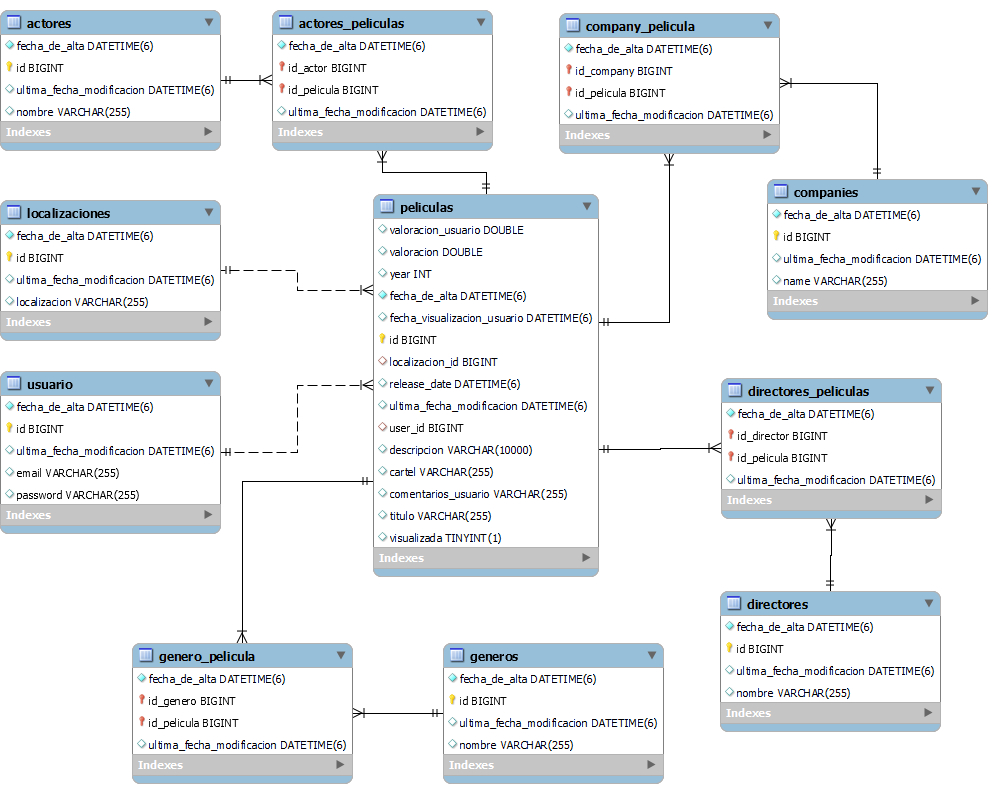 actores
fecha_de_alta DATETIME(6)
id BIGINT
ultima_fecha_modificacion DATETIME(6)
nombre VARCHAR(255)
Indexes
actores_peliculas
fecha_de_alta DATETIME(6)
id_actor BIGINT
id_pelicula BIGINT
ultima_fecha_modificacion DATETIME(6)
Indexes
company_pelicula
fecha_de_alta DATETIME(6)
id_company BIGINT
id_pelicula BIGINT
ultima_fecha_modificacion DATETIME(6)
Indexes
localizaciones
fecha_de_alta DATETIME(6)
id BIGINT
ultima_fecha_modificacion DATETIME(6)
localizacion VARCHAR(255)
Indexes
peliculas
valoracion_usuario DOUBLE
valoracion DOUBLE
year INT
fecha_de_alta DATETIME(6)
fecha_visualizacion_usuario DATETIME(6)
id BIGINT
localizacion_id BIGINT
release_date DATETIME(6)
ultima_fecha_modificacion DATETIME(6)
user_id BIGINT
descripcion VARCHAR(10000)
cartel VARCHAR(255)
comentarios_usuario VARCHAR(255)
titulo VARCHAR(255)
visualizada TINYINT(1)
Indexes
companies
fecha_de_alta DATETIME(6)
id BIGINT
ultima_fecha_modificacion DATETIME(6)
name VARCHAR(255)
Indexes
usuario
fecha_de_alta DATETIME(6)
id BIGINT
ultima_fecha_modificacion DATETIME(6)
email VARCHAR(255)
password VARCHAR(255)
Indexes
directores_peliculas
fecha_de_alta DATETIME(6)
id_director BIGINT
id_pelicula BIGINT
ultima_fecha_modificacion DATETIME(6)
Indexes
directores
fecha_de_alta DATETIME(6)
id BIGINT
ultima_fecha_modificacion DATETIME(6)
nombre VARCHAR(255)
Indexes
genero_pelicula
fecha_de_alta DATETIME(6)
id_genero BIGINT
id_pelicula BIGINT
ultima_fecha_modificacion DATETIME(6)
Indexes
generos
fecha_de_alta DATETIME(6)
id BIGINT
ultima_fecha_modificacion DATETIME(6)
nombre VARCHAR(255)
Indexes